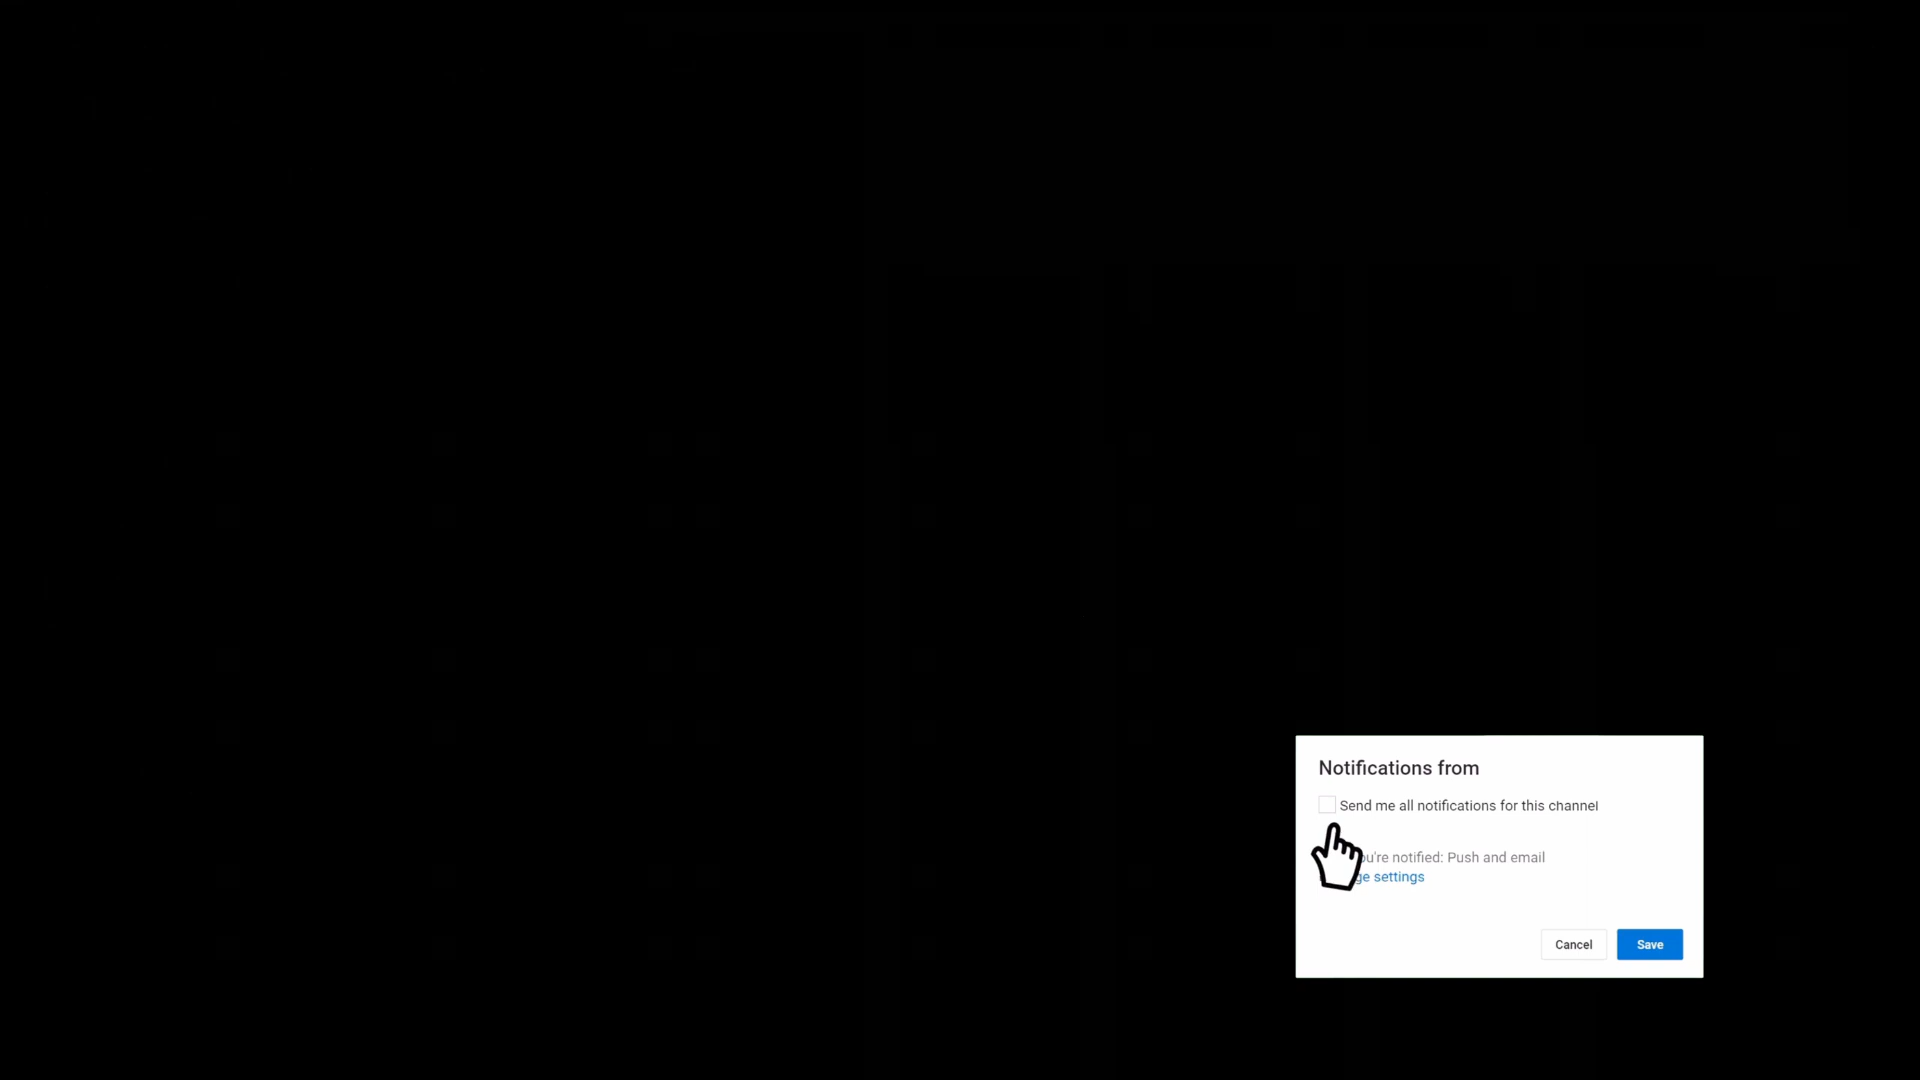 Notifications from
Send me all notifications for this channel
u're notified: Push and email
ge settings
Cancel
Save